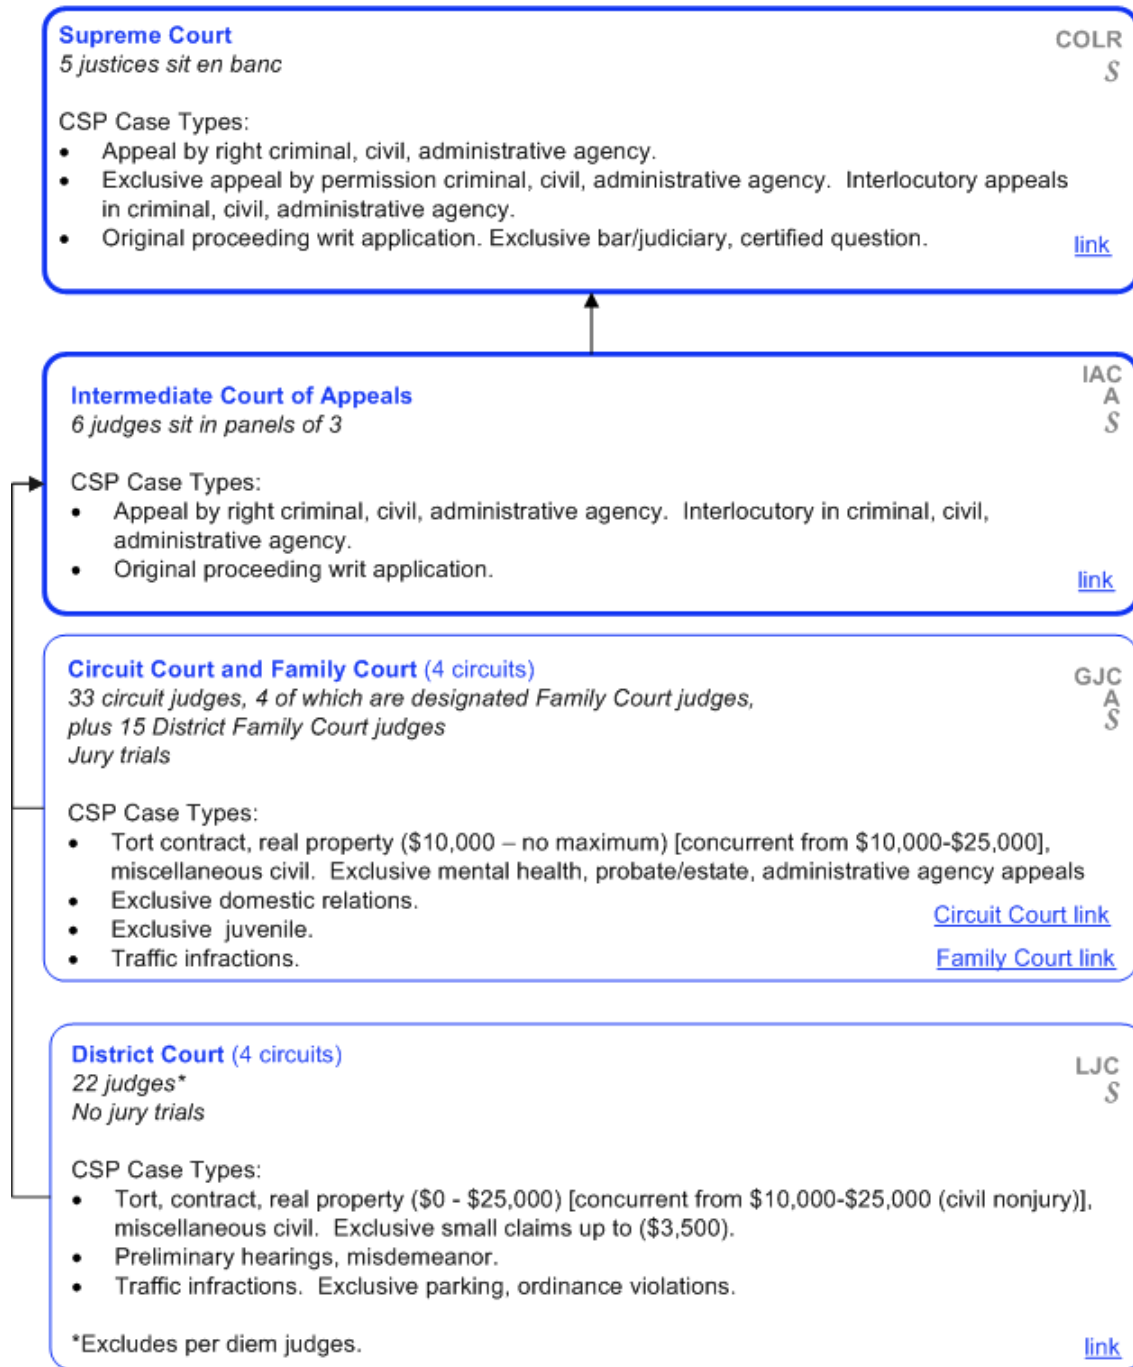 Supreme Court
COLR
5 justices sit en banc
S
CSP Case Types:
• Appeal by right criminal, civil, administrative agency.
• Exclusive appeal by permission criminal, civil, administrative agency.  Interlocutory appeals
in criminal, civil, administrative agency.
• Original proceeding writ application. Exclusive bar/judiciary, certified question.
link
IAC
Intermediate Court of Appeals
A
6 judges sit in panels of 3
S
CSP Case Types:
• Appeal by right criminal, civil, administrative agency.  Interlocutory in criminal, civil,
administrative agency.
• Original proceeding writ application.
link
Circuit Court and Family Court (4 circuits)
GJC
33 circuit judges, 4 of which are designated Family Court judges,
A
plus 15 District Family Court judges
S
Jury trials
CSP Case Types:
• Tort contract, real property ($10,000 – no maximum) [concurrent from $10,000-$25,000],
miscellaneous civil.  Exclusive mental health, probate/estate, administrative agency appeals
• Exclusive domestic relations.
Circuit Court link
• Exclusive  juvenile.
• Traffic infractions.
Family Court link
District Court (4 circuits)
LJC
22 judges*
S
No jury trials
CSP Case Types:
• Tort, contract, real property ($0 - $25,000) [concurrent from $10,000-$25,000 (civil nonjury)],
miscellaneous civil.  Exclusive small claims up to ($3,500).
• Preliminary hearings, misdemeanor.
• Traffic infractions.  Exclusive parking, ordinance violations.
*Excludes per diem judges.
link